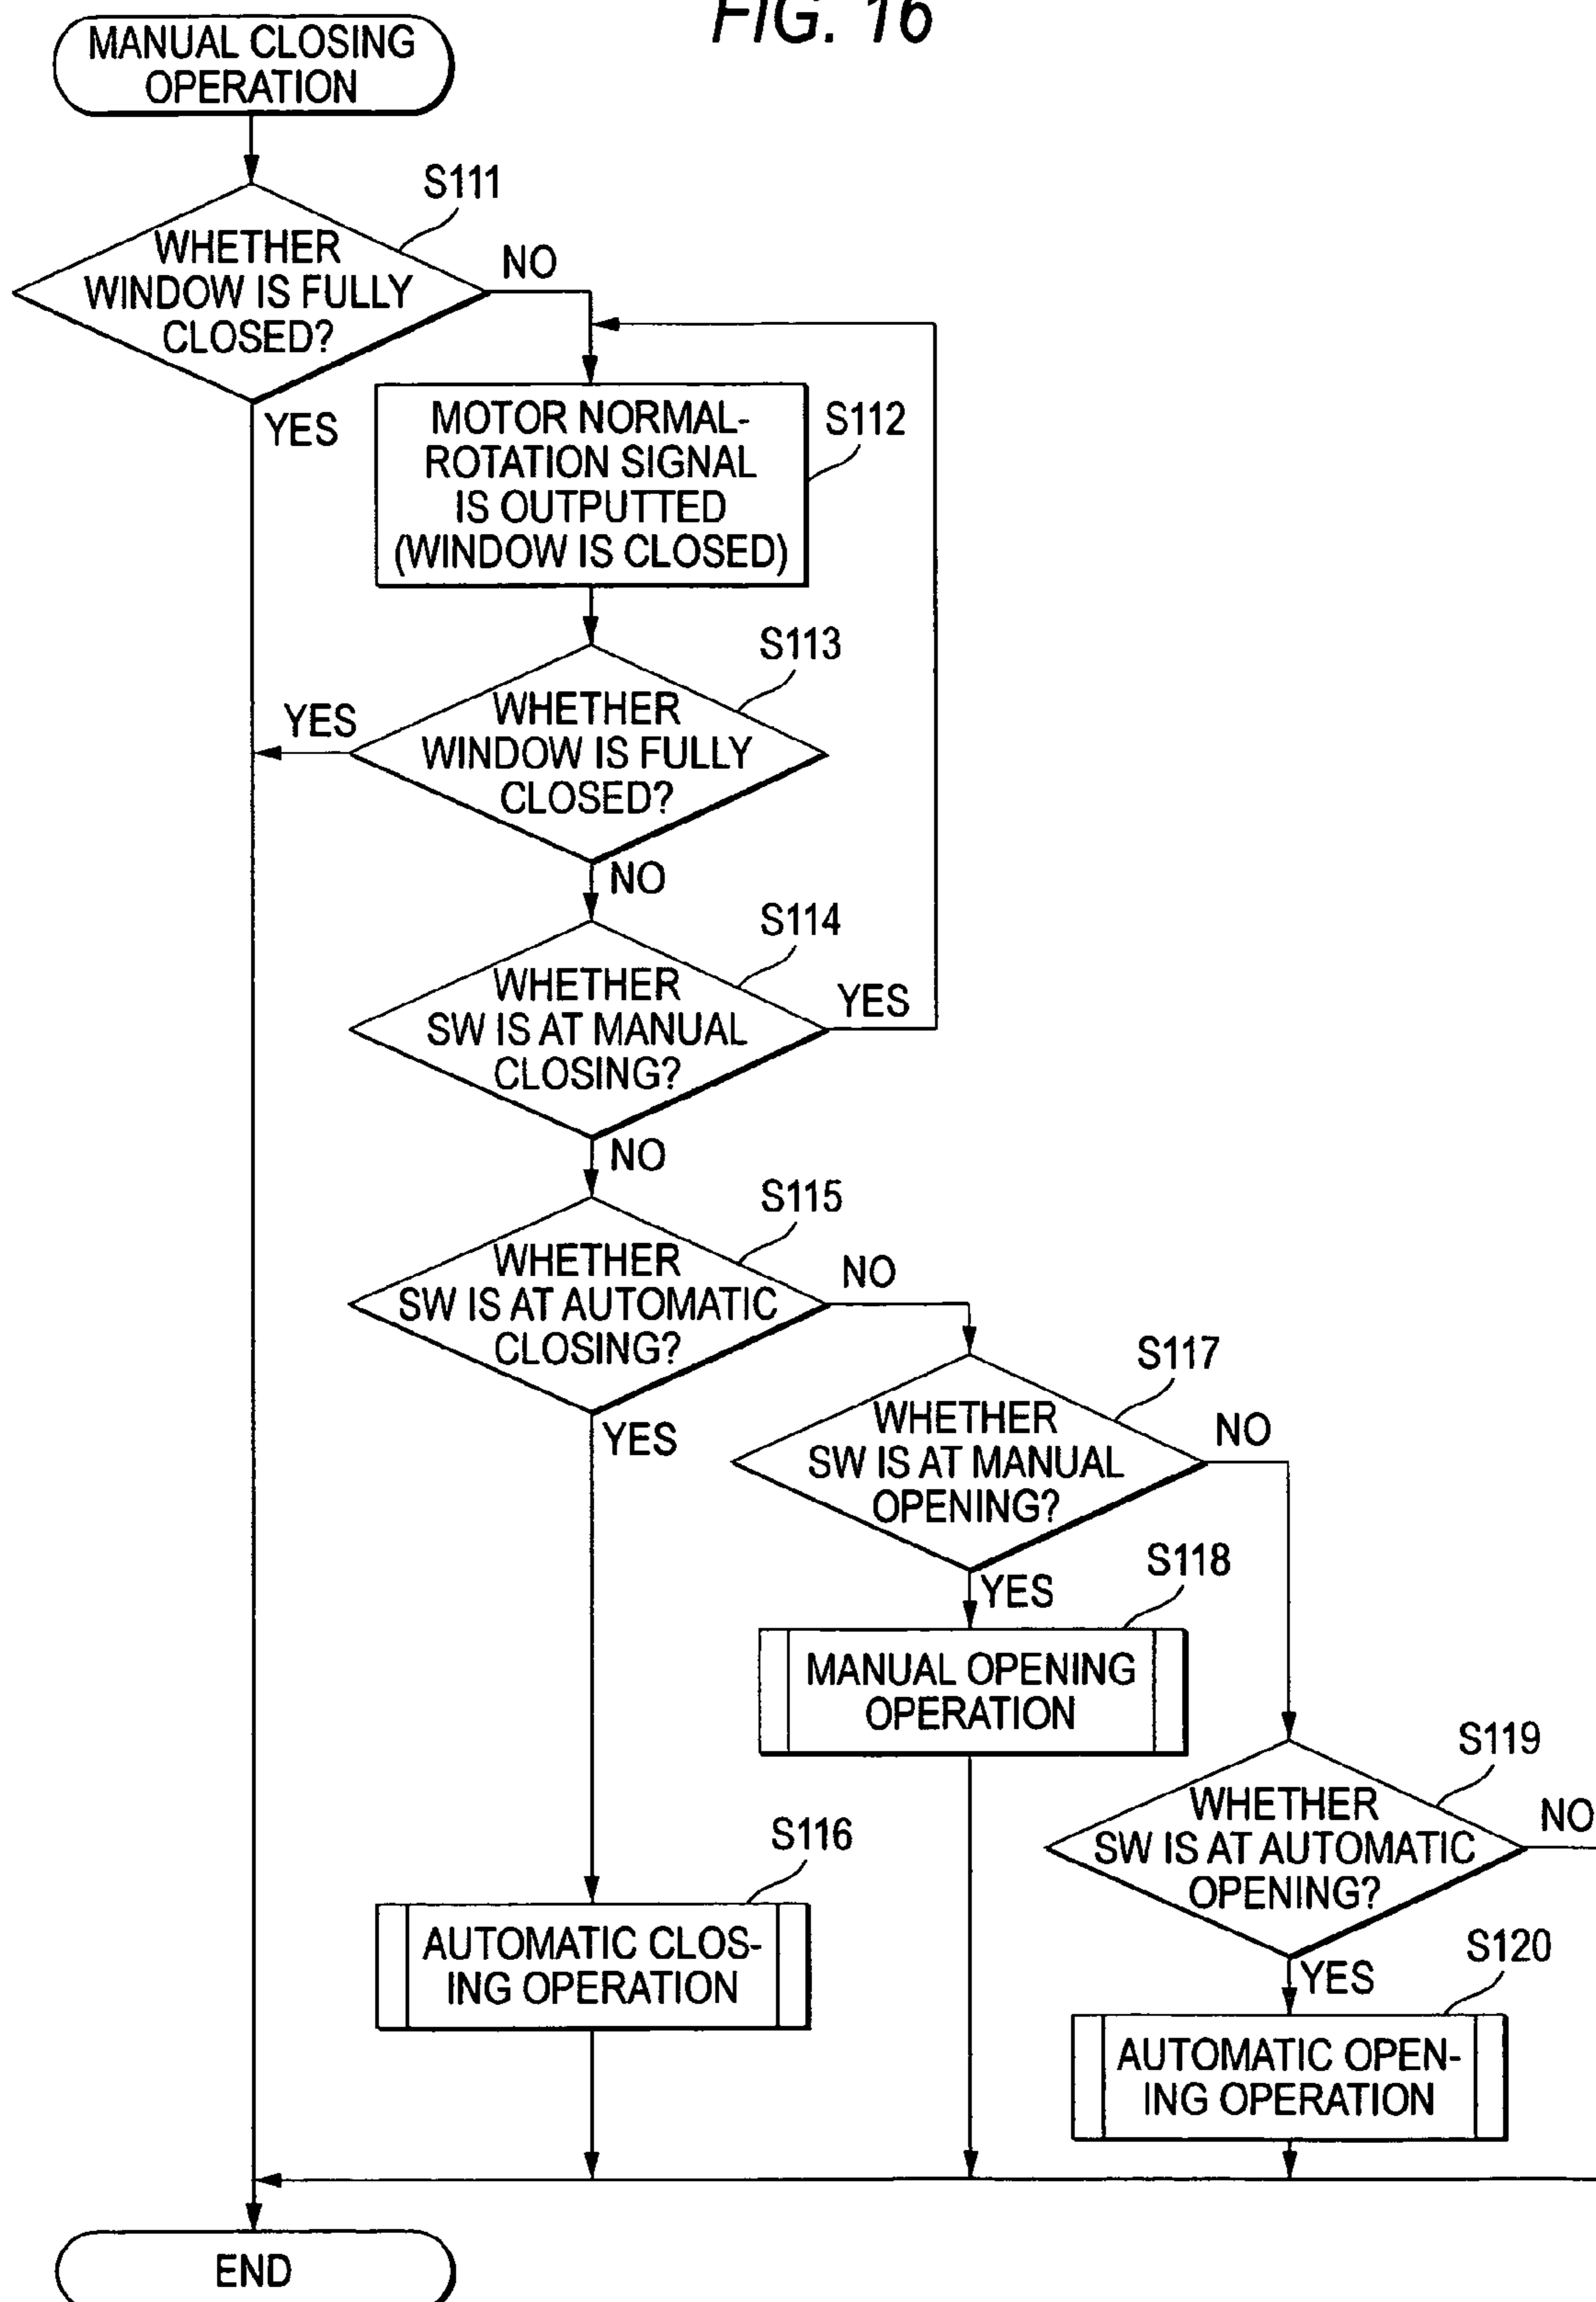 FIG. 16
MANUAL CLOSING
OPERATION
S111
WHETHER
WINDOW IS FULLY
CLOSED?
NO
YES
MOTOR NORMAL-
ROTATION SIGNAL
IS OUTPUTTED
(WINDOW IS CLOSED)
S112
S113
WHETHER
WINDOW IS FULLY
CLOSED?
YES
NO
S114
WHETHER
SW IS AT MANUAL
CLOSING?
YES
NO
S115
WHETHER
SW IS AT AUTOMATIC
CLOSING?
NO
YES
S117
WHETHER
SW IS AT MANUAL
OPENING?
NO
YES
S118
MANUAL OPENING
OPERATION
S119
WHETHER
SW IS AT AUTOMATIC
OPENING?
NO
YES
S116
AUTOMATIC CLOS-
ING OPERATION
S120
AUTOMATIC OPEN-
ING OPERATION
END